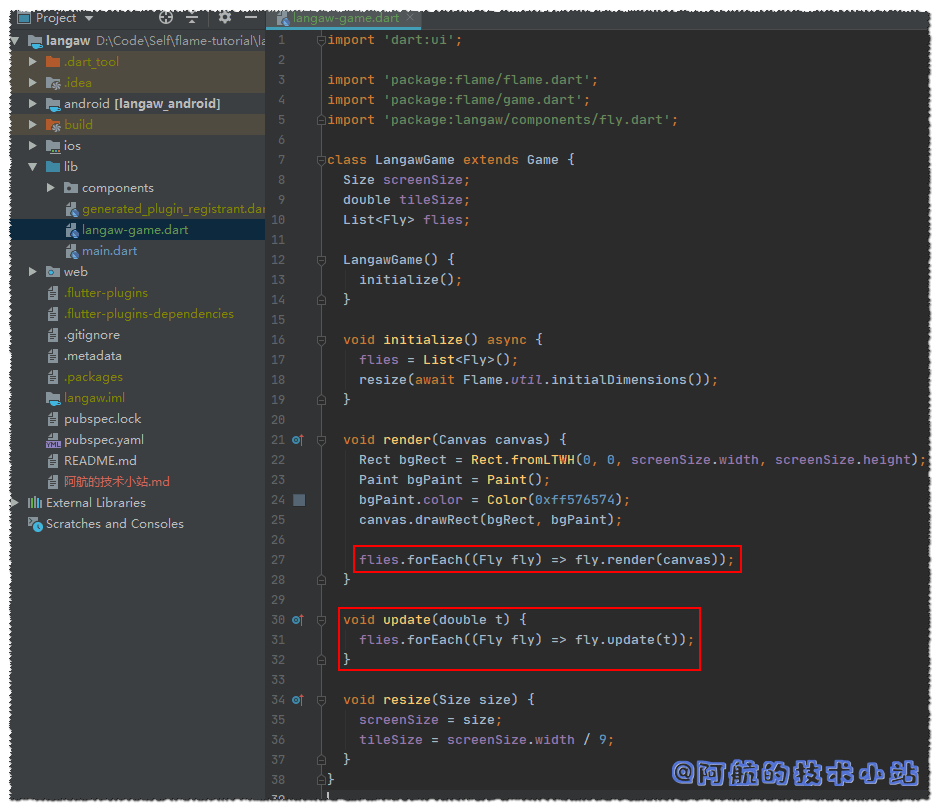 Project
langaw-game.dart
langaw D:\Code\Self\flame-tutorial\la
.dart_tool
.idea
android [langaw_android]
build
ios
lib
components
generated_plugin_registrant.dar
langaw-game.dart
main.dart
web
.flutter-plugins
.flutter-plugins-dependencies
.gitignore
.metadata
.packages
langaw.iml
pubspec.lock
pubspec.yaml
README.md
阿航的技术小站.md
External Libraries
Scratches and Consoles
1 import 'dart:ui';
2
3 import 'package:flame/flame.dart';
4 import 'package:flame/game.dart';
5 import 'package:langaw/components/fly.dart';
6
7 class LangawGame extends Game {
8 Size screenSize;
9 double tileSize;
10 List<Fly> flies;
11
12 LangawGame() {
13 initialize();
14 }
15
16 void initialize() async {
17 flies = List<Fly>();
18 resize(await Flame.util.initialDimensions());
19 }
20
21 void render(Canvas canvas) {
22 Rect bgRect = Rect.fromLTWH(0, 0, screenSize.width, screenSize.height);
23 Paint bgPaint = Paint();
24 bgPaint.color = Color(0xff576574);
25 canvas.drawRect(bgRect, bgPaint);
26
27 flies.forEach((Fly fly) => fly.render(canvas));
28 }
29
30 void update(double t) {
31 flies.forEach((Fly fly) => fly.update(t));
32 }
33
34 void resize(Size size) {
35 screenSize = size;
36 tileSize = screenSize.width / 9;
37 }
38 }
39
@阿航的技术小站